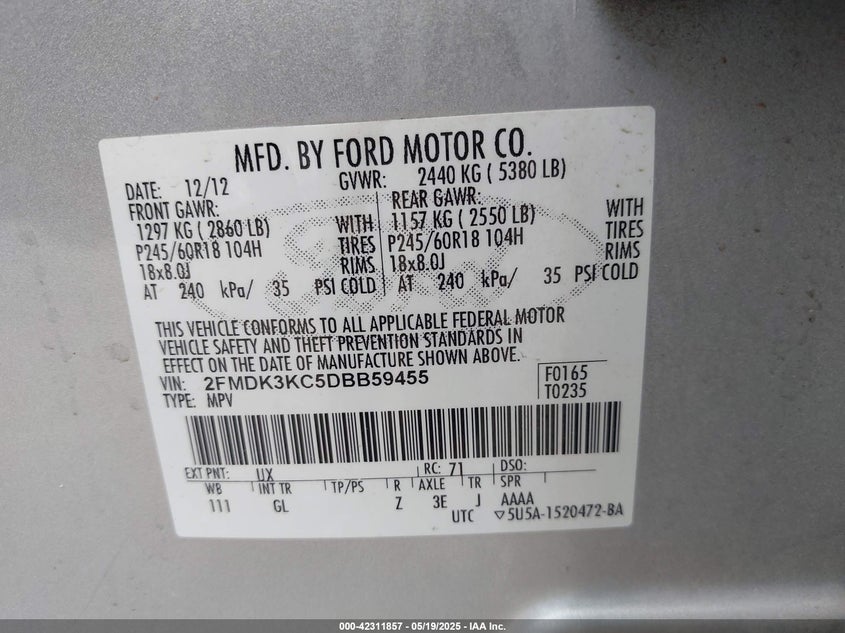 MFD. BY FORD MOTOR CO.
DATE: 12/12 GVWR: 2440 KG ( 5380 LB)
FRONT GAWR: REAR GAWR:
1297 KG ( 2860 LB) WITH 1157 KG ( 2550 LB) WITH
P245/60R18 104H TIRES P245/60R18 104H TIRES
18x8.0J RIMS 18x8.0J RIMS
AT 240 kPa/ 35 PSI COLD AT 240 kPa/ 35 PSI COLD
THIS VEHICLE CONFORMS TO ALL APPLICABLE FEDERAL MOTOR
VEHICLE SAFETY AND THEFT PREVENTION STANDARDS IN
EFFECT ON THE DATE OF MANUFACTURE SHOWN ABOVE.
VIN: 2FMDK3KC5DBB59455 F0165
TYPE: MPV T0235
EXT PNT: UX RC: 71 DSO:
WB INT TR TP/PS R AXLE TR SPR
111 GL Z 3E J AAAA
UTC ▽5U5A-1520472-BA
000-42311857 - 05/19/2025 - IAA Inc.